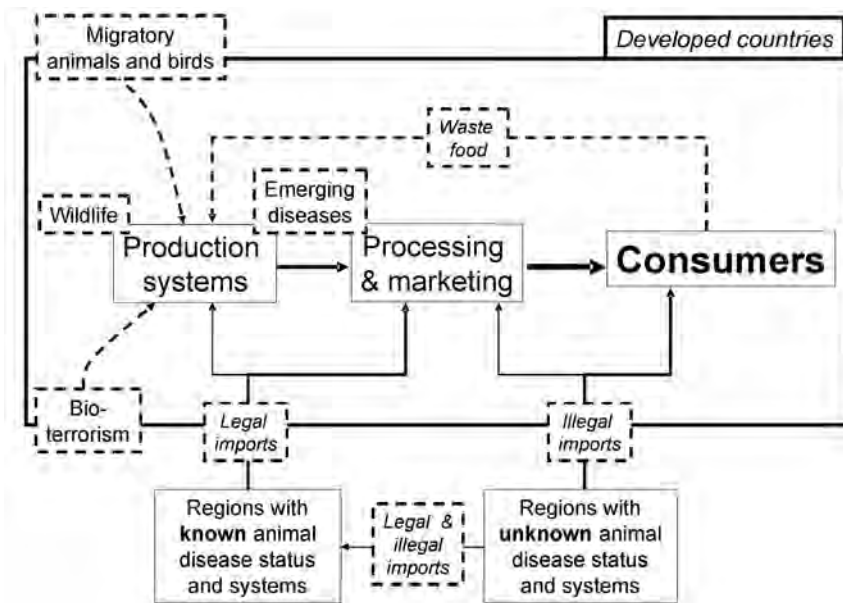 Migratory
animals and birds
Developed countries
Waste
food
Wildlife
Emerging
diseases
Production
systems
Processing
& marketing
Consumers
Bio-
terrorism
Legal
imports
Illegal
imports
Regions with
known animal
disease status
and systems
Legal &
illegal
imports
Regions with
unknown animal
disease status
and systems